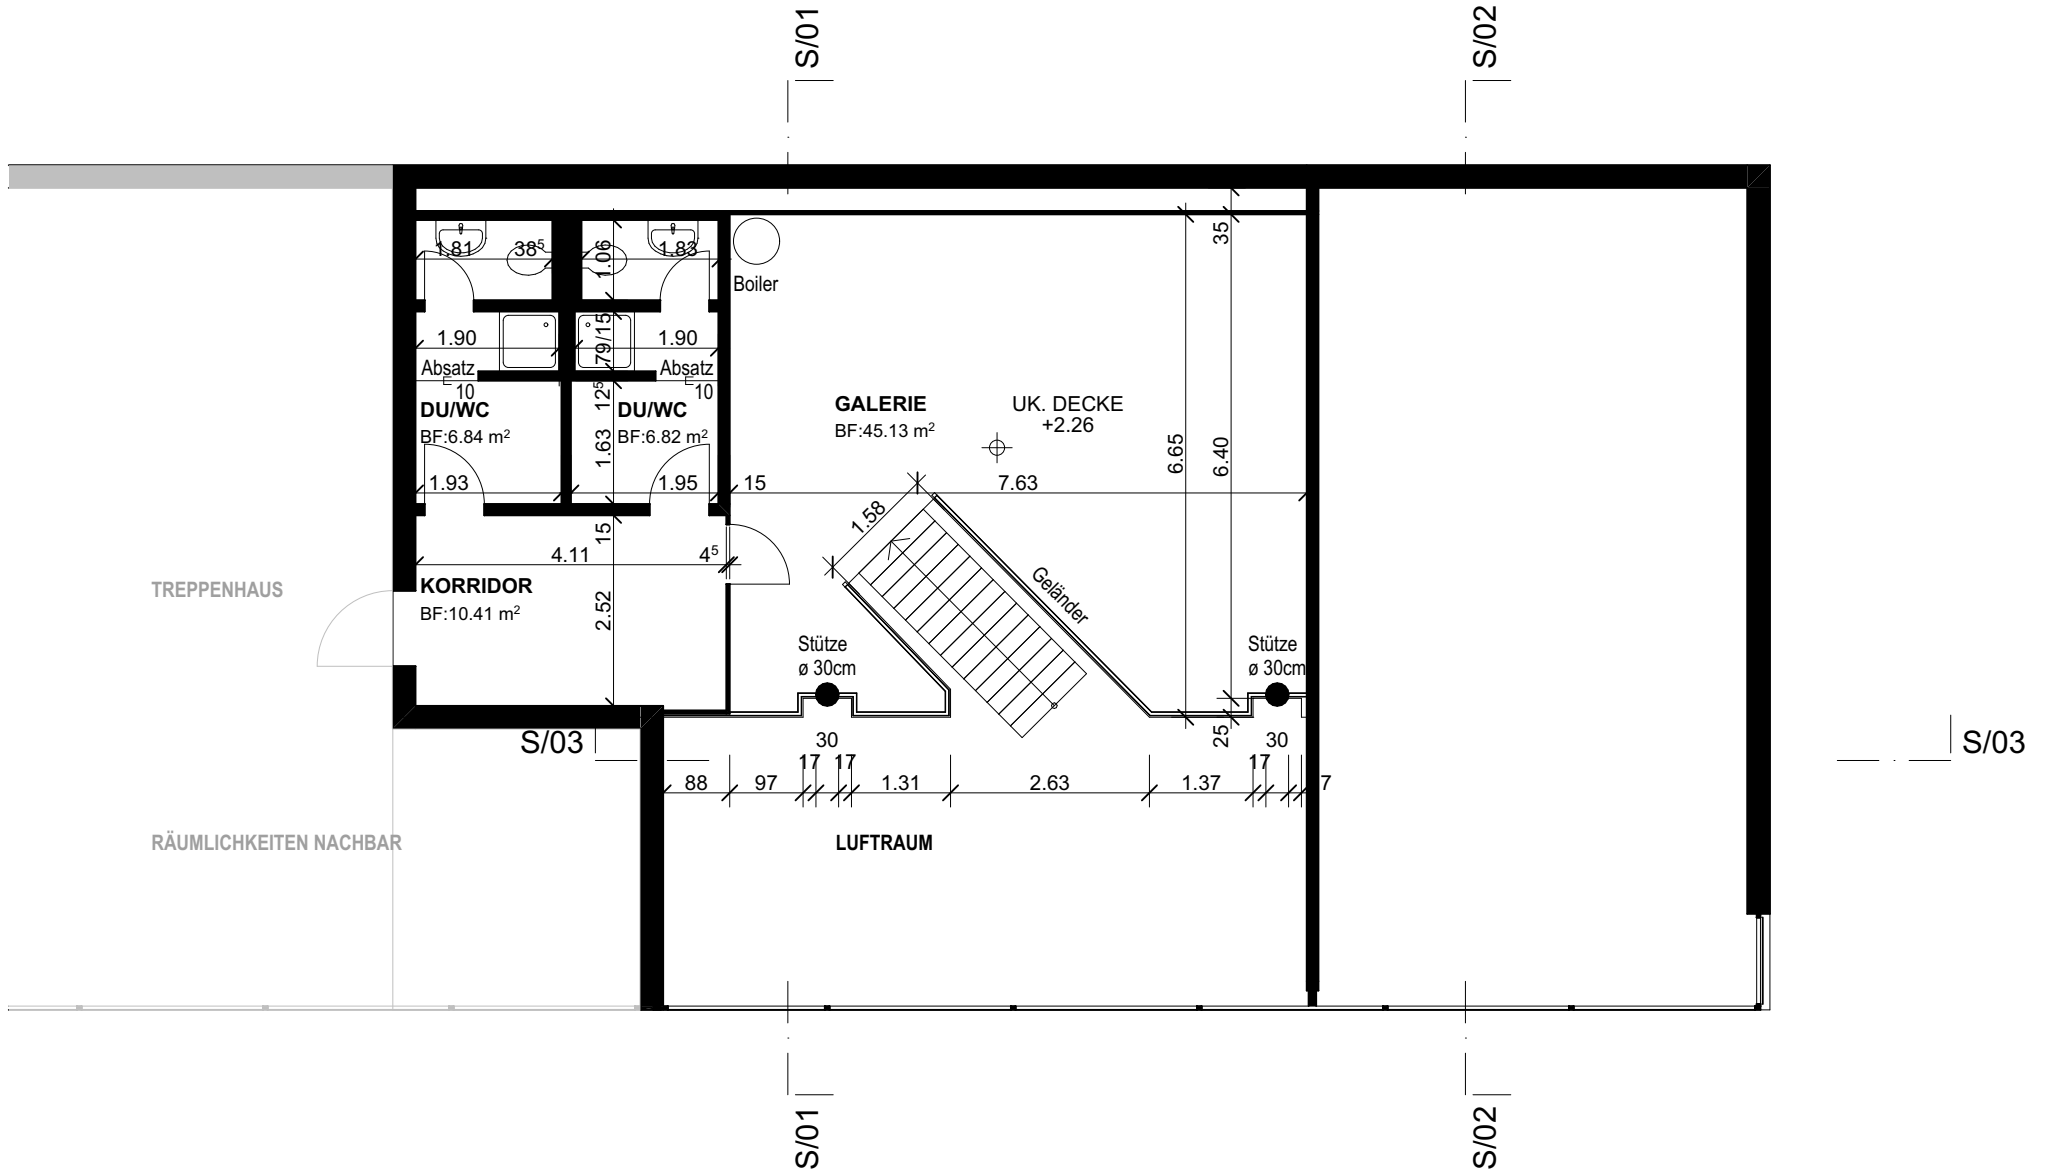 S/01
S/02
35
1.81
38⁵
1.06
1.83
Boiler
1.90
79/15
1.90
Absatz
10
Absatz
10
12⁵
DU/WC
BF:6.84 m²
DU/WC
BF:6.82 m²
GALERIE
BF:45.13 m²
UK. DECKE
+2.26
6.65
6.40
1.63
1.93
1.95
15
7.63
1.58
15
4.11
4⁵
KORRIDOR
BF:10.41 m²
2.52
TREPPENHAUS
Geländer
Stütze
ø 30cm
Stütze
ø 30cm
S/03
30
25
30
S/03
17
17
17
88
97
1.31
2.63
1.37
7
RÄUMLICHKEITEN NACHBAR
LUFTRAUM
S/01
S/02